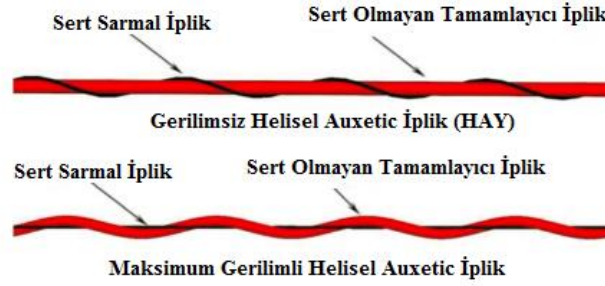 Sert Sarmal İplik
Sert Olmayan Tamamlayıcı İplik
Gerilimsiz Helisel Auxetic İplik (HAY)
Sert Sarmal İplik
Sert Olmayan Tamamlayıcı İplik
Maksimum Gerilimli Helisel Auxetic İplik